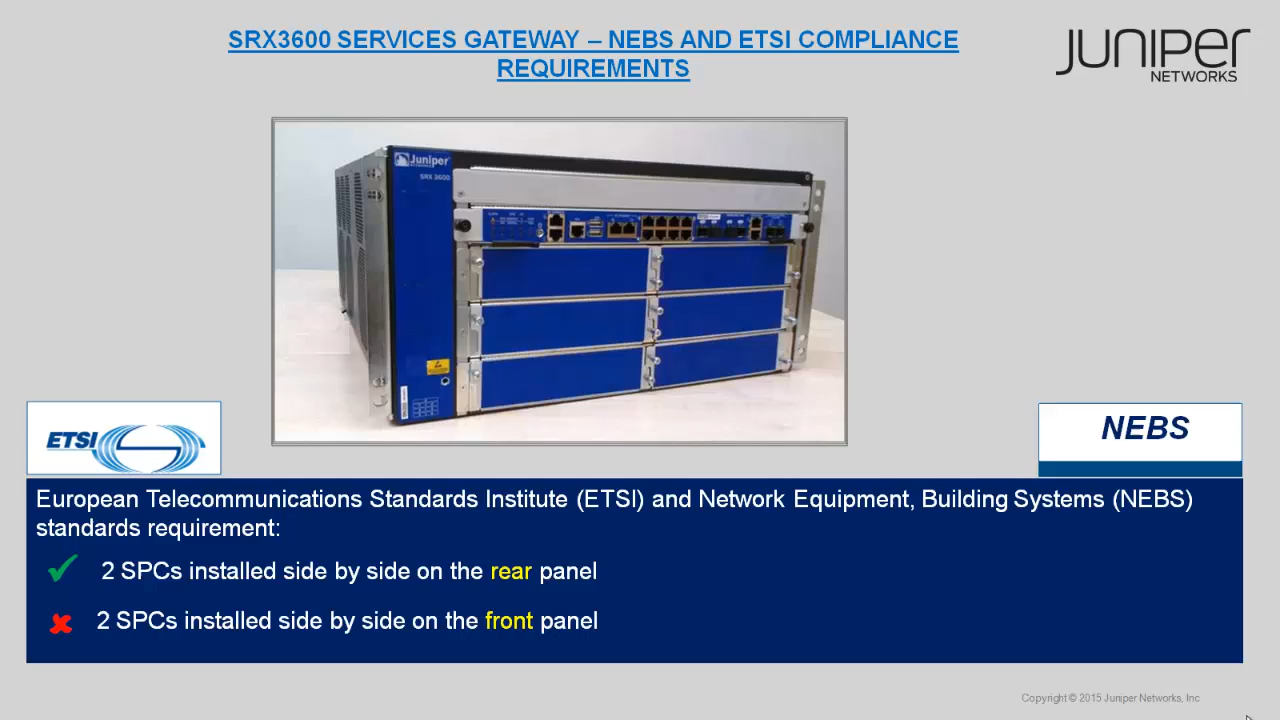 SRX3600 SERVICES GATEWAY – NEBS AND ETSI COMPLIANCE
REQUIREMENTS
JUNIPER
NETWORKS
Juniper
NETWORKS
SRX 3600
ETSI
NEBS
European Telecommunications Standards Institute (ETSI) and Network Equipment, Building Systems (NEBS)
standards requirement:
2 SPCs installed side by side on the rear panel
2 SPCs installed side by side on the front panel
Copyright © 2015 Juniper Networks, Inc